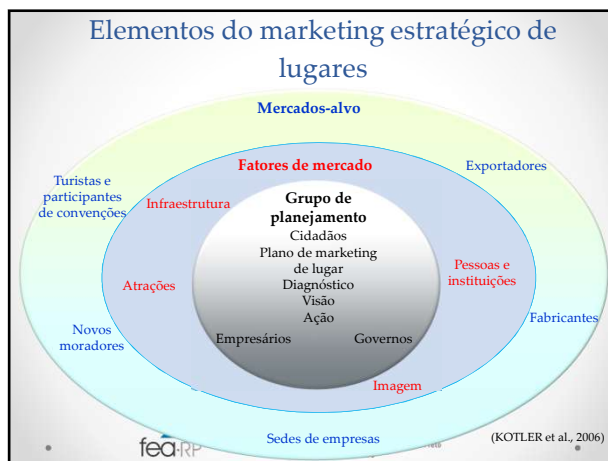 Elementos do marketing estratégico de
lugares
Mercados-alvo
Fatores de mercado
Exportadores
Turistas e
participantes
de convenções
Infraestrutura
Grupo de
planejamento
Cidadãos
Plano de marketing
de lugar
Diagnóstico
Visão
Ação
Empresários
Governos
Pessoas e
instituições
Atrações
Novos
moradores
Fabricantes
Imagem
Sedes de empresas
(KOTLER et al., 2006)
fea-RP